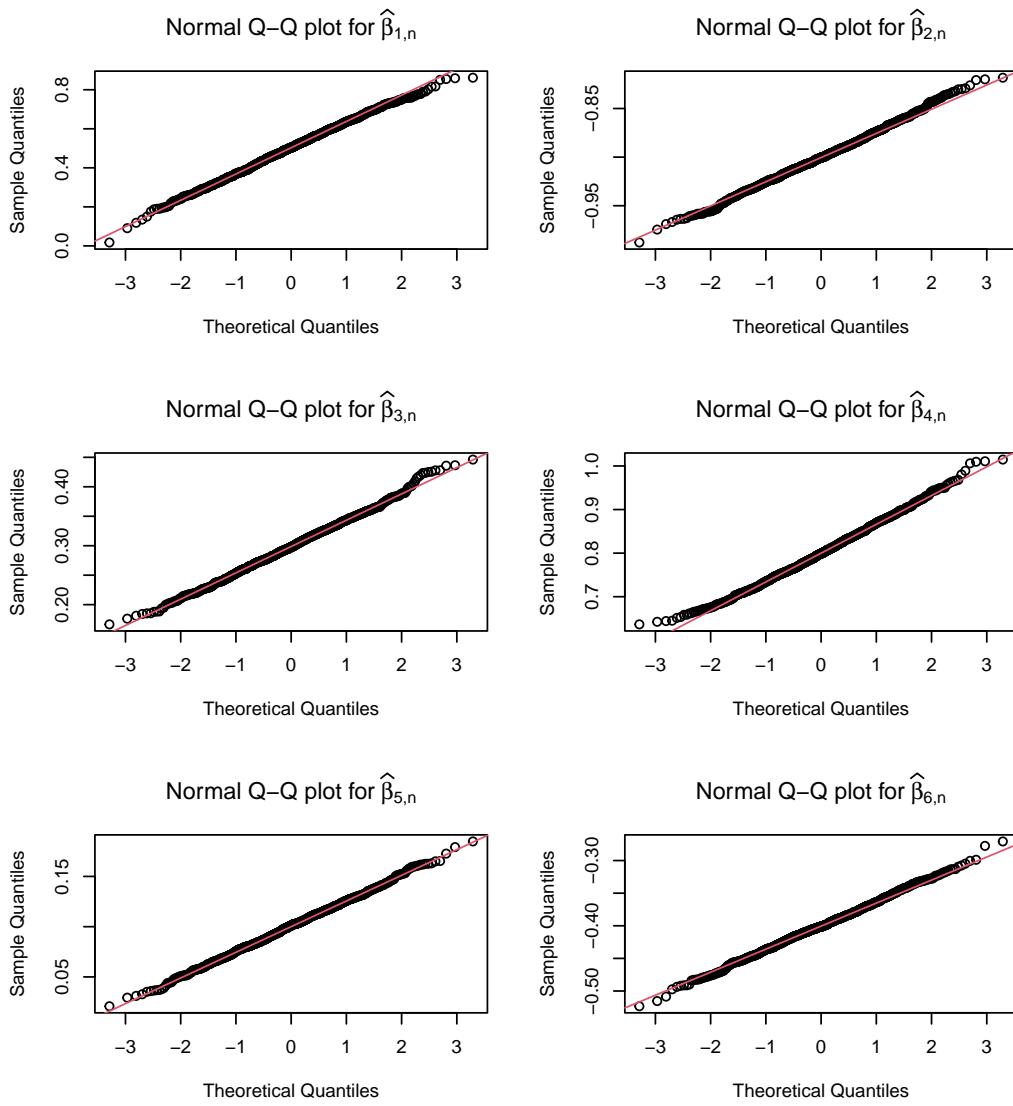 Normal Q−Q plot for β̂1,n
Sample Quantiles
0.0 0.4 0.8
−3 −2 −1 0 1 2 3
Theoretical Quantiles
Normal Q−Q plot for β̂2,n
Sample Quantiles
−0.95 −0.85
−3 −2 −1 0 1 2 3
Theoretical Quantiles
Normal Q−Q plot for β̂3,n
Sample Quantiles
0.20 0.30 0.40
−3 −2 −1 0 1 2 3
Theoretical Quantiles
Normal Q−Q plot for β̂4,n
Sample Quantiles
0.7 0.8 0.9 1.0
−3 −2 −1 0 1 2 3
Theoretical Quantiles
Normal Q−Q plot for β̂5,n
Sample Quantiles
0.05 0.15
−3 −2 −1 0 1 2 3
Theoretical Quantiles
Normal Q−Q plot for β̂6,n
Sample Quantiles
−0.50 −0.40 −0.30
−3 −2 −1 0 1 2 3
Theoretical Quantiles